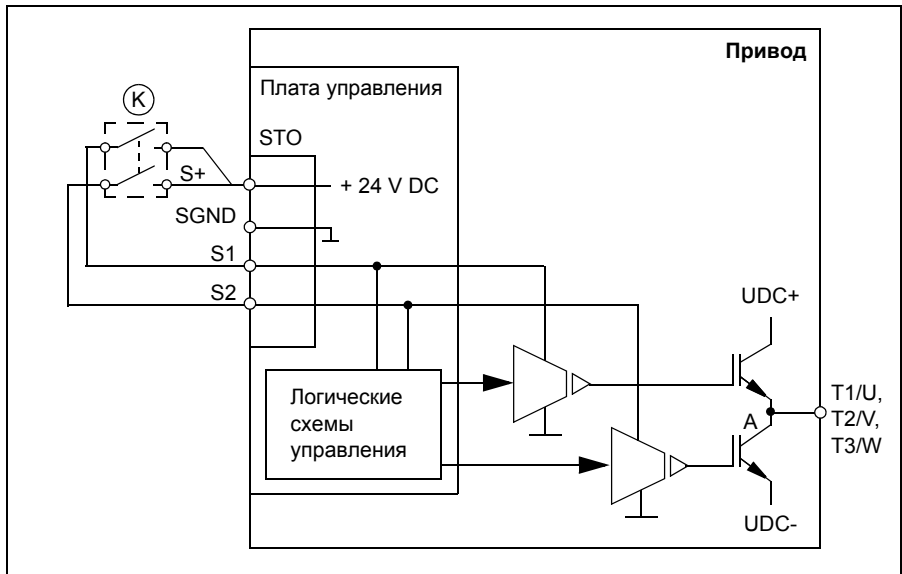 Привод
Плата управления
K
STO
S+
+ 24 V DC
SGND
S1
S2
UDC+
Логические
схемы
управления
A
T1/U,
T2/V,
T3/W
UDC-